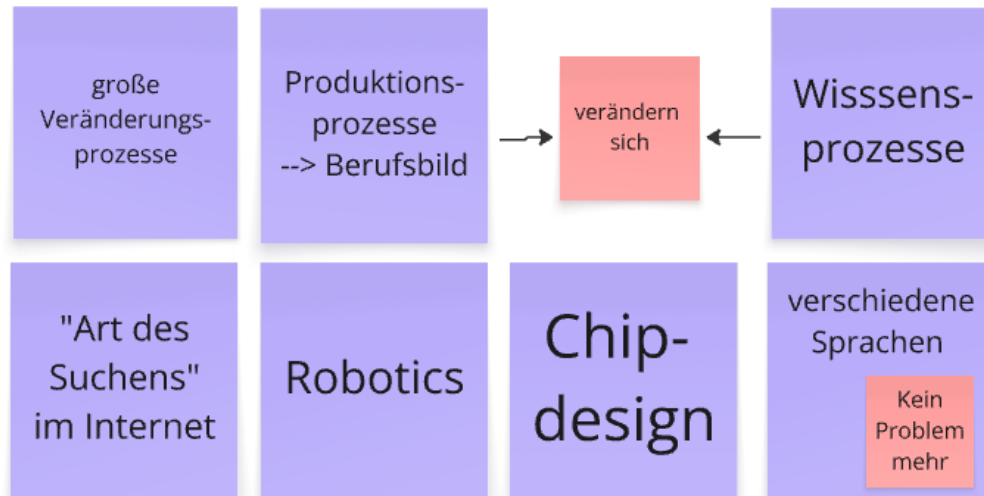 große
Veränderungs-
prozesse
Produktions-
prozesse
--> Berufsbild
verändern
sich
Wisssens-
prozesse
"Art des
Suchens"
im Internet
Robotics
Chip-
design
verschiedene
Sprachen
Kein
Problem
mehr